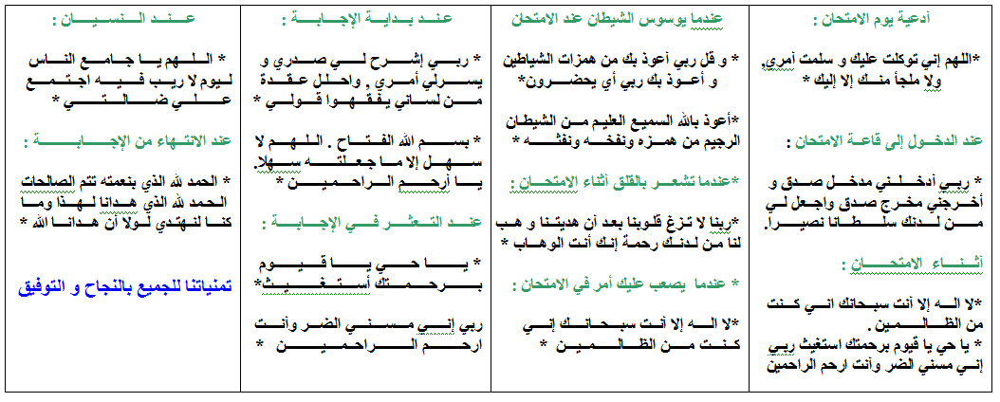 أدعية يوم الامتحان :
*اللهم إني توكلت عليك و سلمت أمري,
ولا ملجأ منك إلا إليك *
عند الدخول إلى قاعة الامتحان :
* ربي أدخلني مدخل صدق و
أخرجني مخرج صدق واجعل لي
من لدنك سلطانا نصيرا.
أثناء الامتحان :
*لا اله إلا أنت سبحانك اني كنت
من الظالمين .
* يا حي يا قيوم برحمتك استغيث ربي
إني مسني الضر وأنت ارحم الراحمين
عندما يوسوس الشيطان عند الامتحان
* و قل ربي أعوذ بك من همزات الشياطين
و أعوذ بك ربي أي يحضرون*
*أعوذ بالله السميع العليم من الشيطان
الرجيم من همزه ونفخه ونفثه *
*عندما تشعر بالقلق أثناء الامتحان :
*ربنا لا تزغ قلوبنا بعد أن هديتنا و هب
لنا من لدنك رحمة إنك أنت الوهاب *
* عندما يصعب عليك أمر في الامتحان :
*لا اله إلا أنت سبحانك إني
كنت من الظالمين *
عند بداية الإجابة :
* ربي إشرح لي صدري و
يسرلي أمري , واحلل عقدة
من لساني يفقهوا قولي *
* بسم الله الفتاح . اللهم لا
سهل إلا ما جعلته سهلا.
يا أرحم الراحمين *
عند التعثر في الإجابة :
* يا حي يا قيوم
برحمتك أستغيث*
ربي إني مسني الضر وأنت
ارحم الراحمين *
عند النسيان :
* اللهم يا جامع الناس
ليوم لا ريب فيه اجتمع
علي ضالتي *
عند الانتهاء من الإجابة :
* الحمد لله الذي بنعمته تتم الصالحات
الحمد لله الذي هدانا لهذا وما
كنا لنهتدي لولا أن هدانا الله *
تمنياتنا للجميع بالنجاح و التوفيق